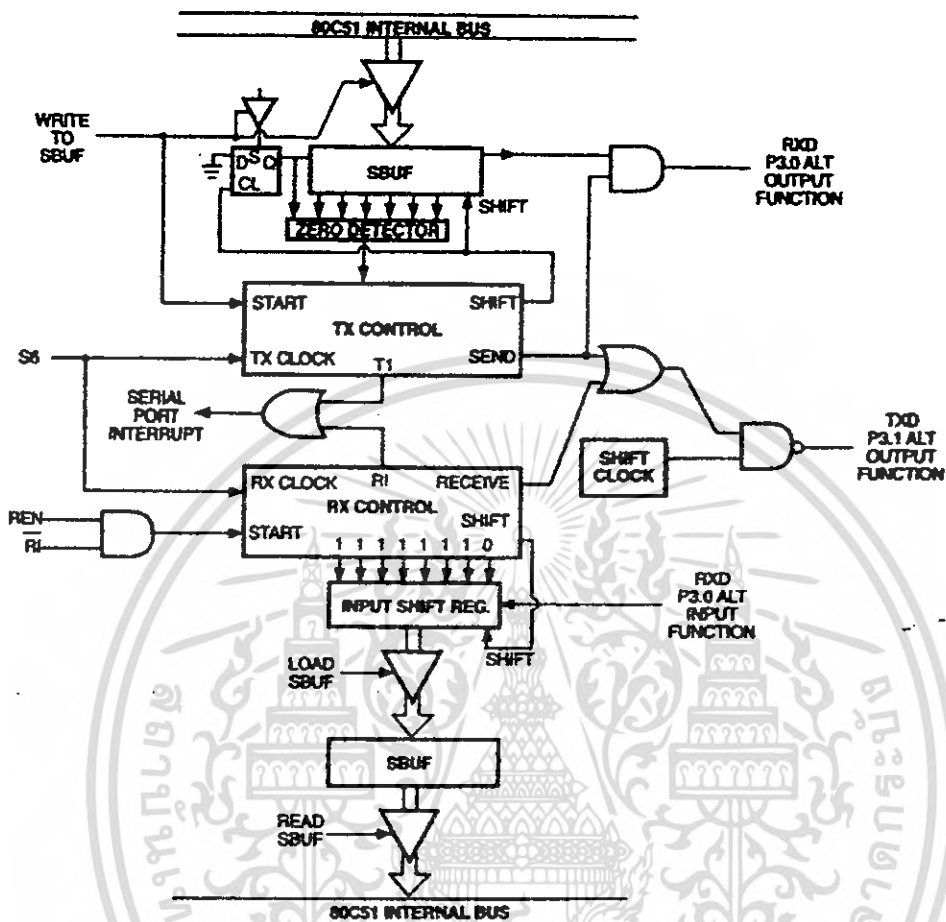 80C51 INTERNAL BUS
WRITE
TO
SBUF
D S Q
CL
SBUF
SHIFT
ZERO DETECTOR
RXD
P3.0 ALT
OUTPUT
FUNCTION
START
SHIFT
TX CONTROL
S6
TX CLOCK
T1
SEND
SERIAL
PORT
INTERRUPT
SHIFT
CLOCK
TXD
P3.1 ALT
OUTPUT
FUNCTION
RX CLOCK
RI
RECEIVE
RX CONTROL
SHIFT
REN
RI
START
1 1 1 1 1 1 1 0
INPUT SHIFT REG.
RXD
P3.0 ALT
INPUT
FUNCTION
SHIFT
LOAD
SBUF
SBUF
READ
SBUF
80C51 INTERNAL BUS